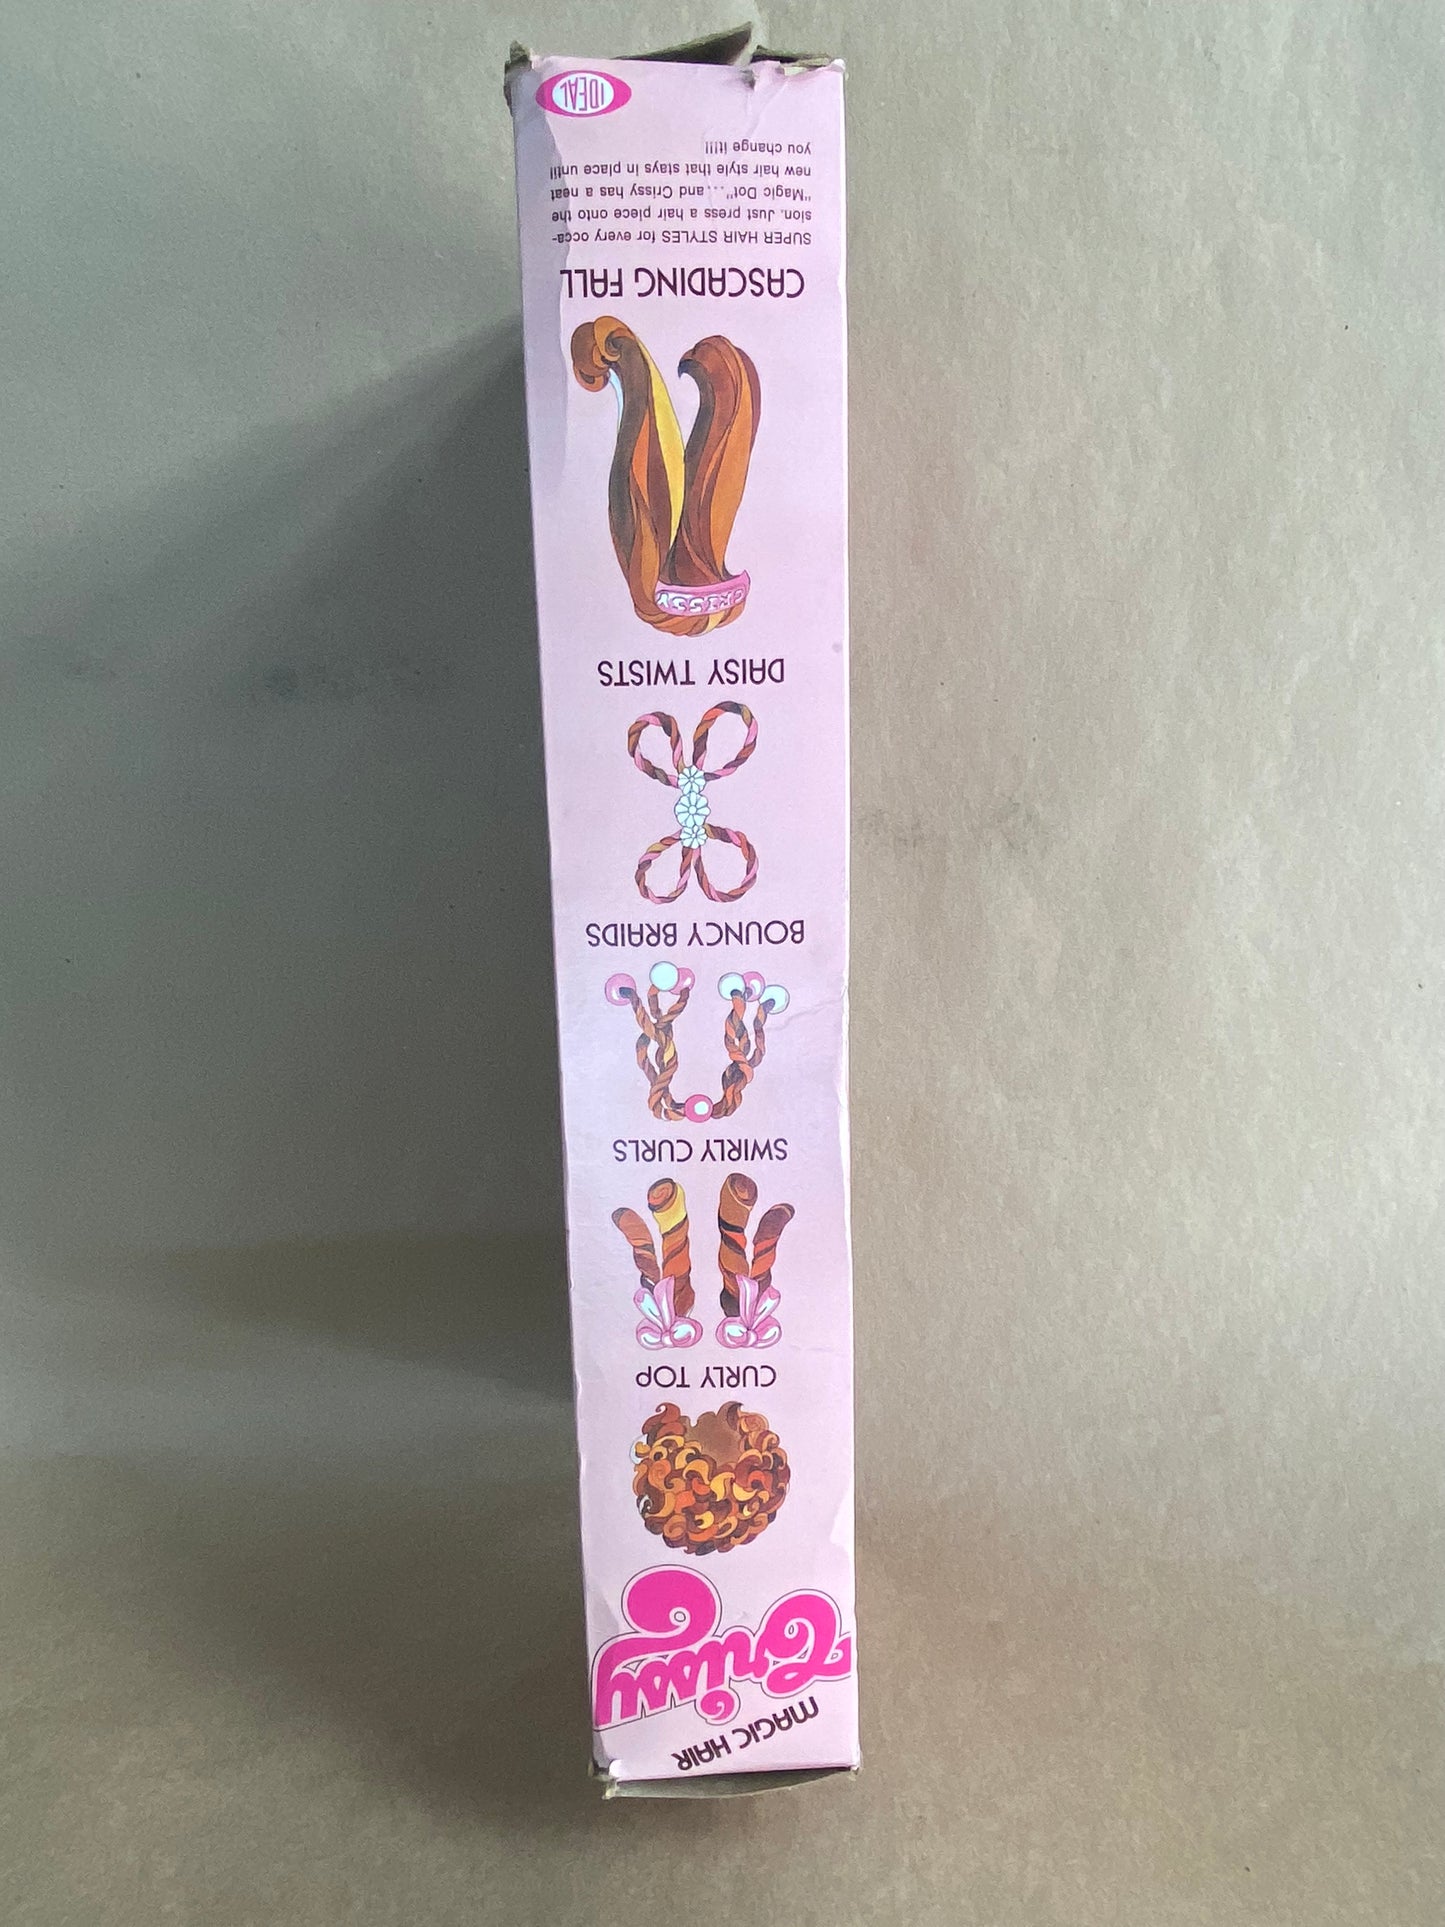 MAGIC HAIR
Crissy
CURLY TOP
SWIRLY CURLS
BOUNCY BRAIDS
DAISY TWISTS
CRISSY
CASCADING FALL
SUPER HAIR STYLES for every occa-
sion. Just press a hair piece onto the
"Magic Dot"... and Crissy has a neat
new hair style that stays in place until
you change it!!!
IDEAL